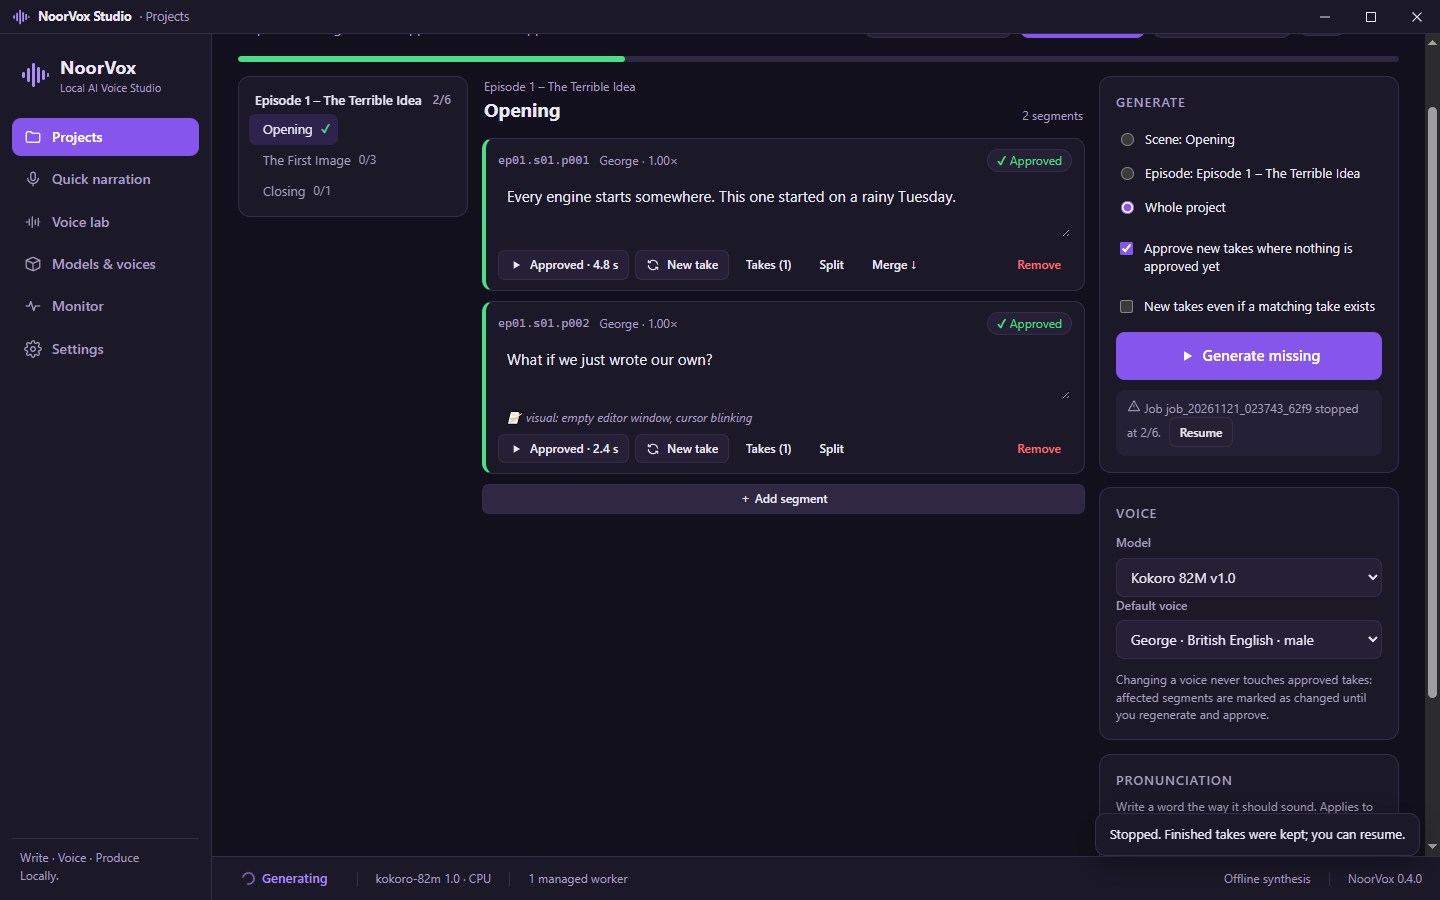 NoorVox Studio · Projects
NoorVox
Local AI Voice Studio
Projects
Quick narration
Voice lab
Models & voices
Monitor
Settings
Write · Voice · Produce
Locally.
Episode 1 – The Terrible Idea 2/6
Opening ✓
The First Image 0/3
Closing 0/1
Episode 1 – The Terrible Idea
Opening
2 segments
ep01.s01.p001 George · 1.00× ✓ Approved
Every engine starts somewhere. This one started on a rainy Tuesday.
Approved · 4.8 s New take Takes (1) Split Merge ↓ Remove
ep01.s01.p002 George · 1.00× ✓ Approved
What if we just wrote our own?
visual: empty editor window, cursor blinking
Approved · 2.4 s New take Takes (1) Split Remove
+ Add segment
GENERATE
Scene: Opening
Episode: Episode 1 – The Terrible Idea
Whole project
Approve new takes where nothing is
approved yet
New takes even if a matching take exists
Generate missing
Job job_20261121_023743_62f9 stopped
at 2/6. Resume
VOICE
Model
Kokoro 82M v1.0
Default voice
George · British English · male
Changing a voice never touches approved takes:
affected segments are marked as changed until
you regenerate and approve.
PRONUNCIATION
Write a word the way it should sound. Applies to
Stopped. Finished takes were kept; you can resume.
Generating kokoro-82m 1.0 · CPU 1 managed worker Offline synthesis NoorVox 0.4.0